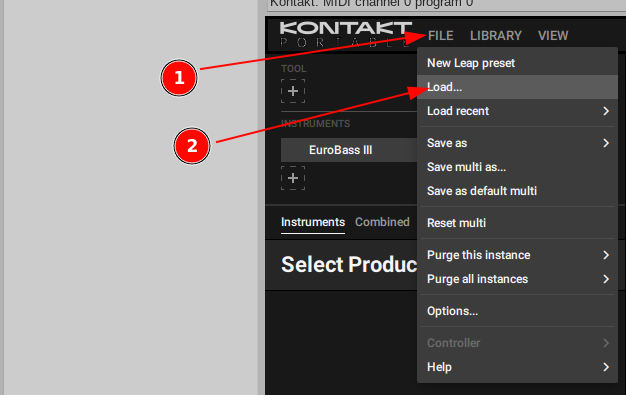 Kontakt: MIDI channel 0 program 0
KONTAKT
PORTABLE
FILE LIBRARY VIEW
1
TOOL
New Leap preset
Load...
Load recent
INSTRUMENTS
2
EuroBass III
Save as
Save multi as...
Save as default multi
Instruments Combined
Reset multi
Select Produc
Purge this instance
Purge all instances
Options...
Controller
Help